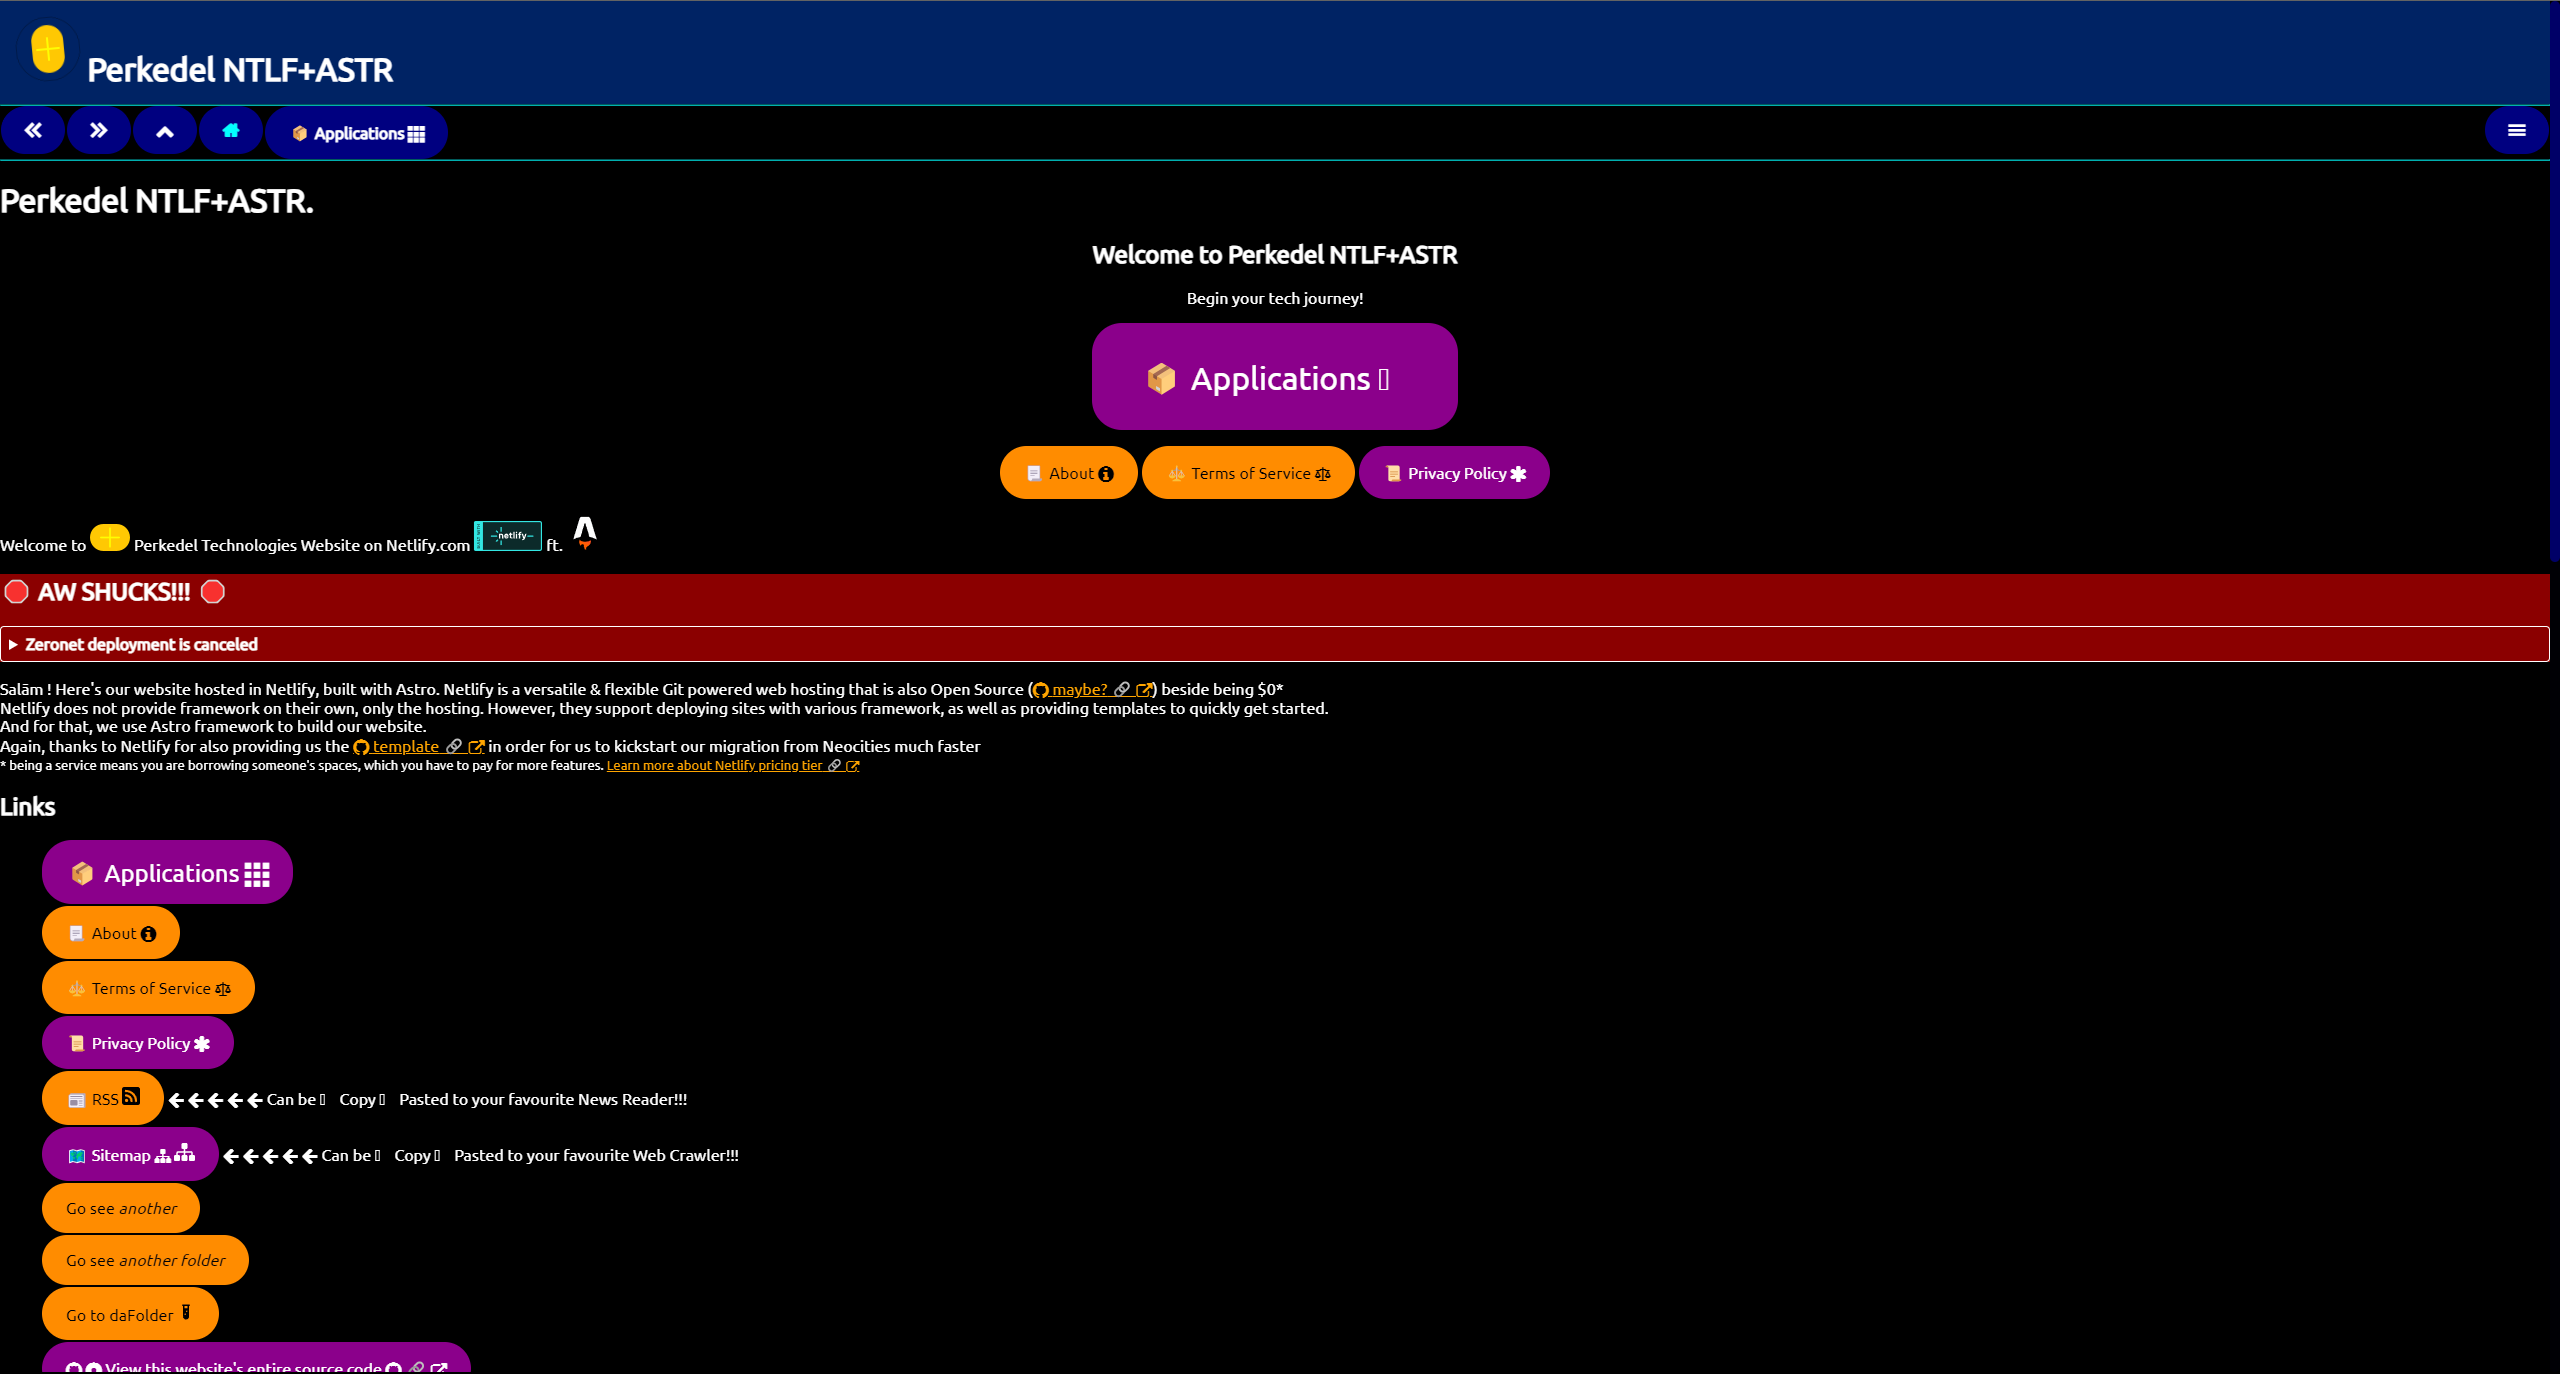 Perkedel NTLF+ASTR
📦 Applications
Perkedel NTLF+ASTR.
Welcome to Perkedel NTLF+ASTR
Begin your tech journey!
📦 Applications
📃 About
⚖️ Terms of Service
📜 Privacy Policy
Welcome to Perkedel Technologies Website on Netlify.com netlify ft.
🛑 AW SHUCKS!!! 🛑
Zeronet deployment is canceled
Salām ! Here's our website hosted in Netlify, built with Astro. Netlify is a versatile & flexible Git powered web hosting that is also Open Source ( maybe? 🔗 ) beside being $0*
Netlify does not provide framework on their own, only the hosting. However, they support deploying sites with various framework, as well as providing templates to quickly get started.
And for that, we use Astro framework to build our website.
Again, thanks to Netlify for also providing us the template 🔗 in order for us to kickstart our migration from Neocities much faster
* being a service means you are borrowing someone's spaces, which you have to pay for more features. Learn more about Netlify pricing tier 🔗
Links
📦 Applications
📃 About
⚖️ Terms of Service
📜 Privacy Policy
📰 RSS Can be Copy Pasted to your favourite News Reader!!!
🗺️ Sitemap Can be Copy Pasted to your favourite Web Crawler!!!
Go see another
Go see another folder
Go to daFolder
View this website's entire source code 🔗